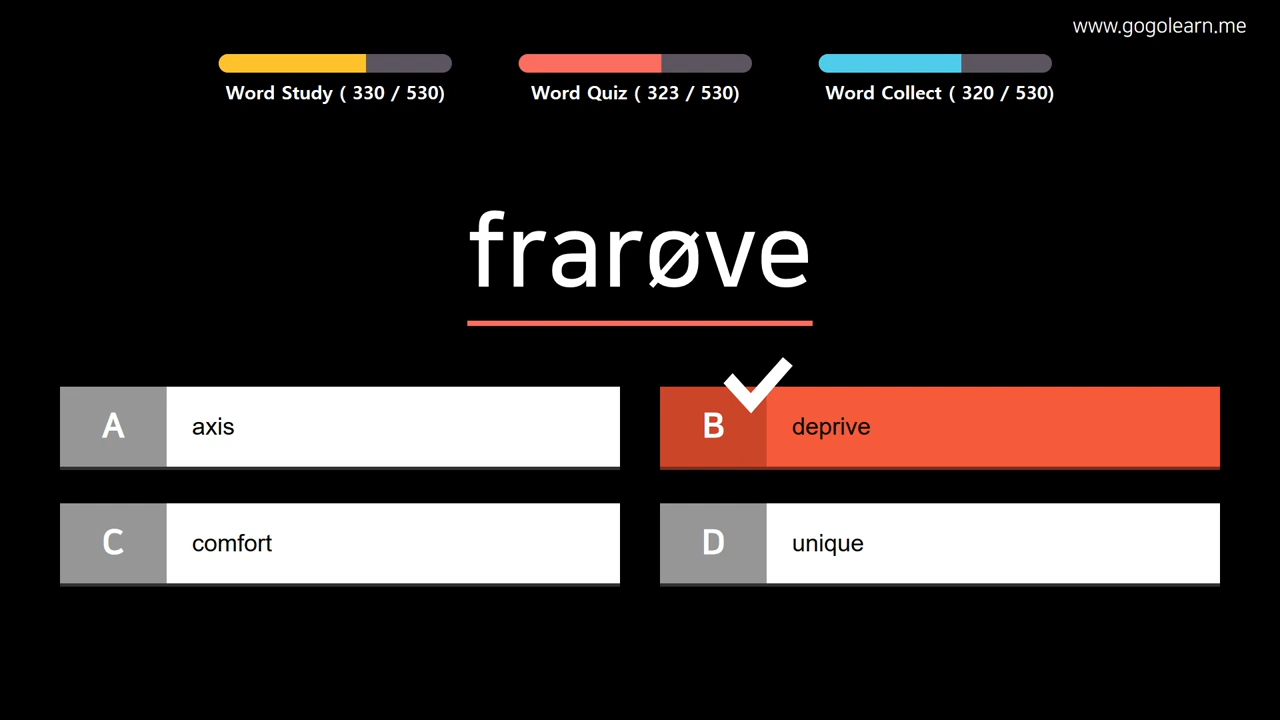 www.gogolearn.me
Word Study ( 330 / 530)
Word Quiz ( 323 / 530)
Word Collect ( 320 / 530)
frarøve
A axis
B deprive
C comfort
D unique